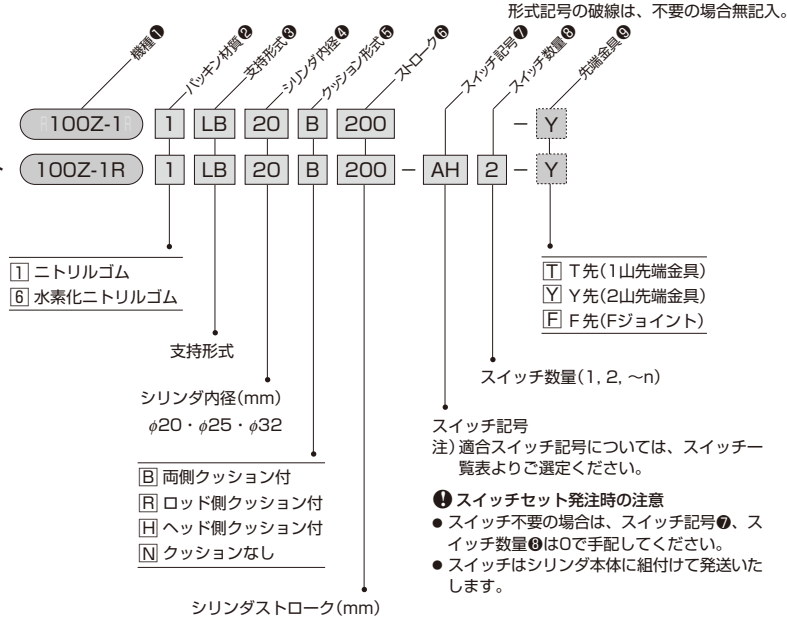 形式記号の破線は、不要の場合無記入。
機種❶
パッキン材質❷
支持形式❸
シリンダ内径❹
クッション形式❺
ストローク❻
スイッチ記号❼
スイッチ数量❽
先端金具❾
100Z-1 1 LB 20 B 200 － Y
100Z-1R 1 LB 20 B 200 － AH 2 － Y
1 ニトリルゴム
6 水素化ニトリルゴム
T T先(1山先端金具)
Y Y先(2山先端金具)
F F先(Fジョイント)
支持形式
スイッチ数量(1, 2, 〜n)
シリンダ内径(mm)
φ20・φ25・φ32
スイッチ記号
注)適合スイッチ記号については、スイッチ一
覧表よりご選定ください。
B 両側クッション付
R ロッド側クッション付
H ヘッド側クッション付
N クッションなし
! スイッチセット発注時の注意
● スイッチ不要の場合は、スイッチ記号❼、ス
イッチ数量❽は0で手配してください。
● スイッチはシリンダ本体に組付けて発送いた
します。
シリンダストローク(mm)